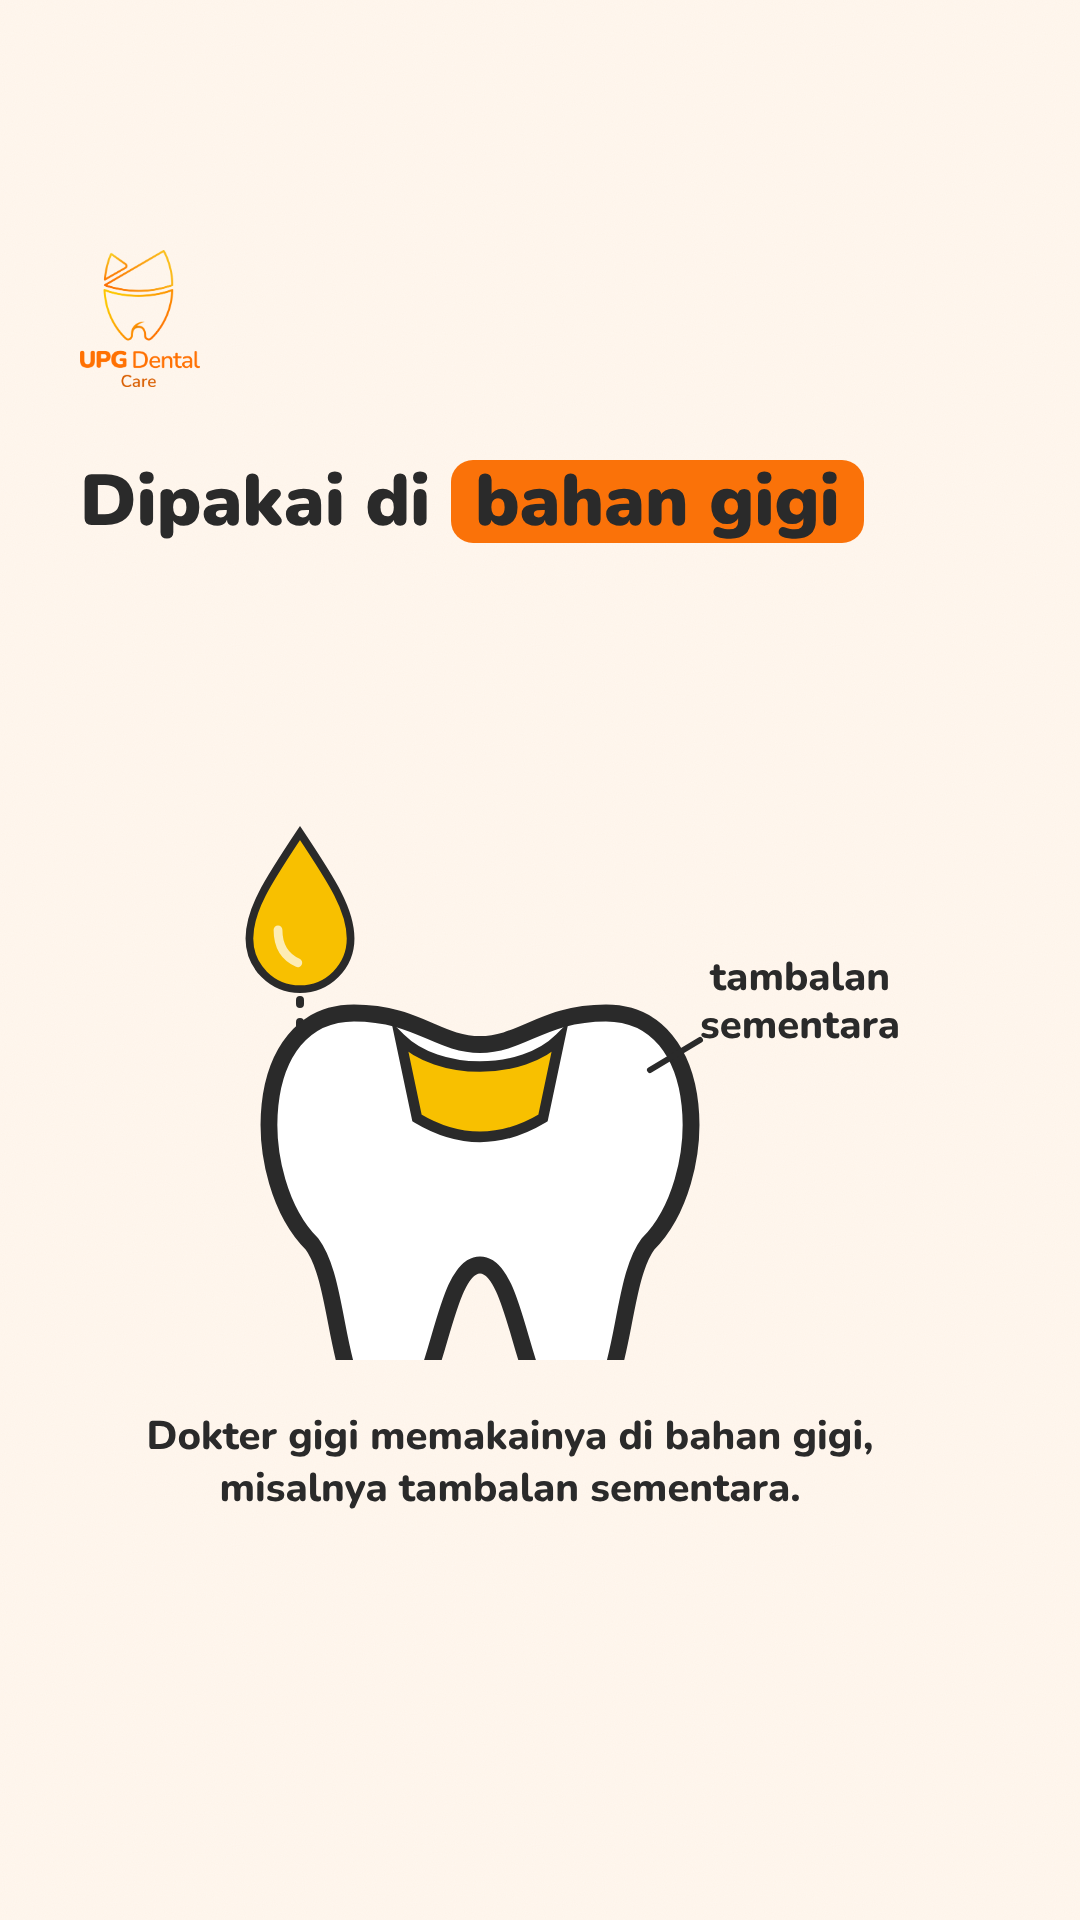 UPG Dental
Care
Dipakai di bahan gigi
tambalan
sementara
Dokter gigi memakainya di bahan gigi,
misalnya tambalan sementara.